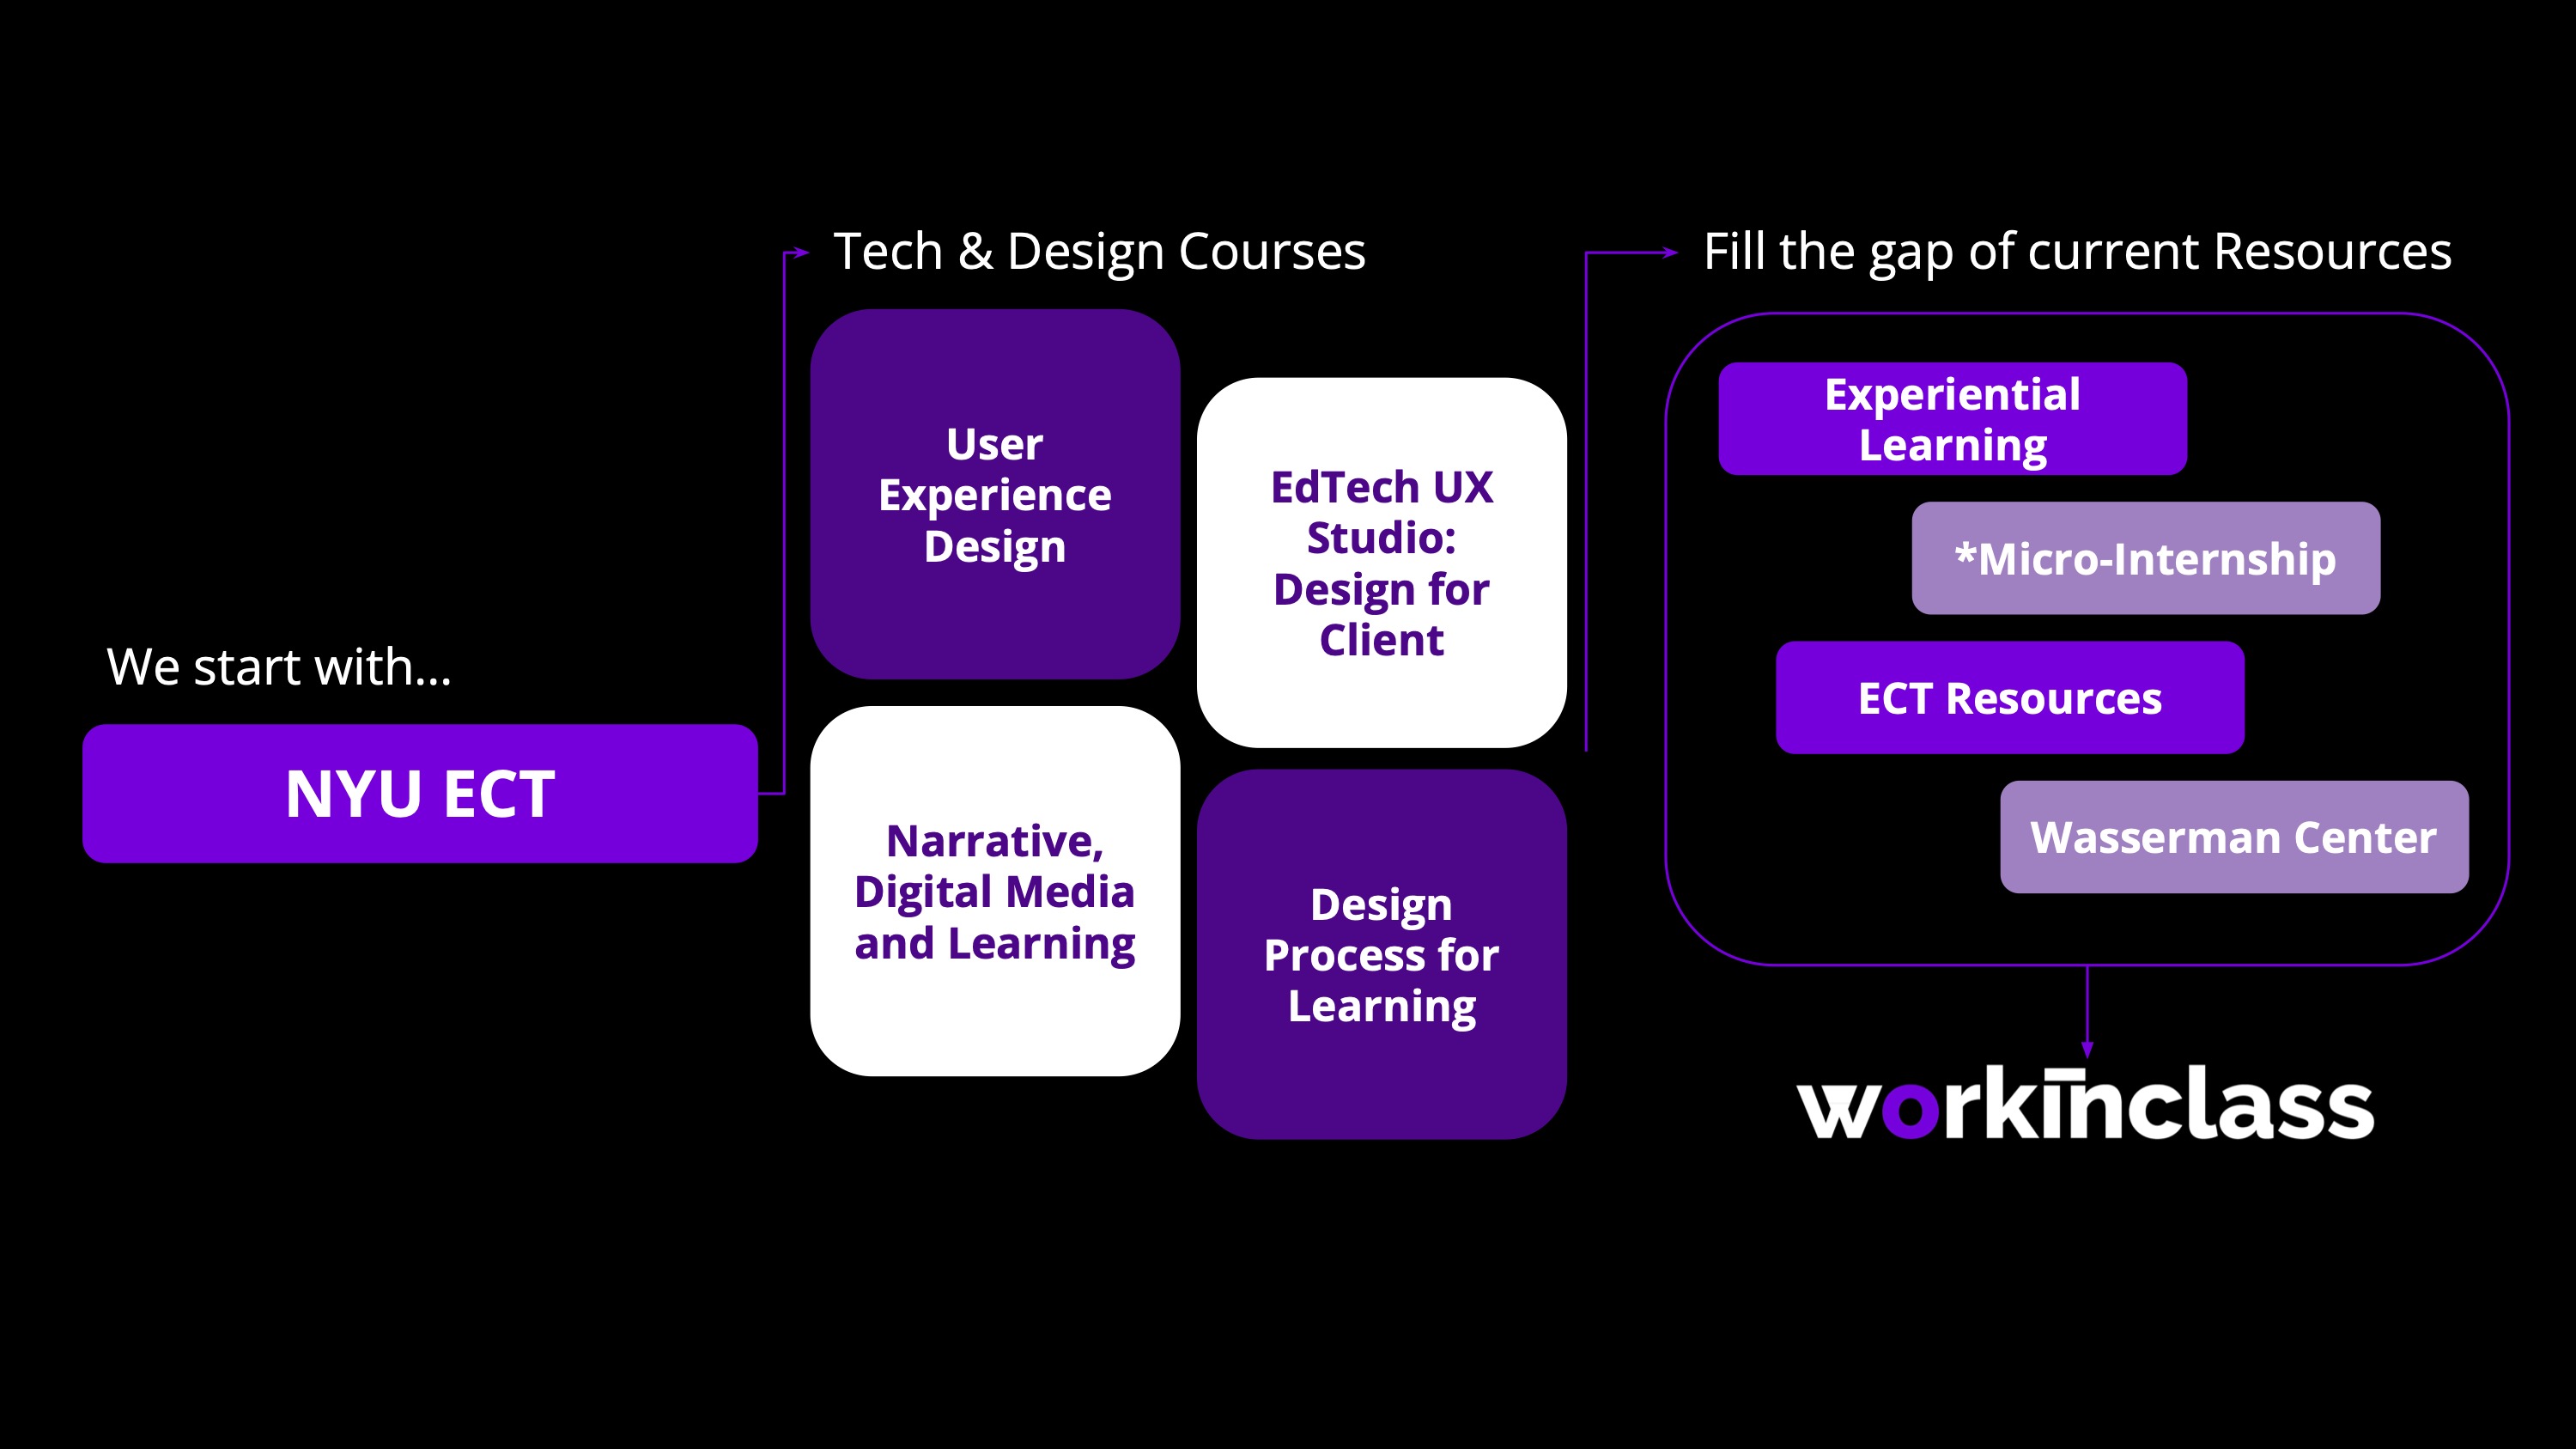 We start with...
NYU ECT
Tech & Design Courses
User
Experience
Design
EdTech UX
Studio:
Design for
Client
Narrative,
Digital Media
and Learning
Design
Process for
Learning
Fill the gap of current Resources
Experiential
Learning
*Micro-Internship
ECT Resources
Wasserman Center
workinclass